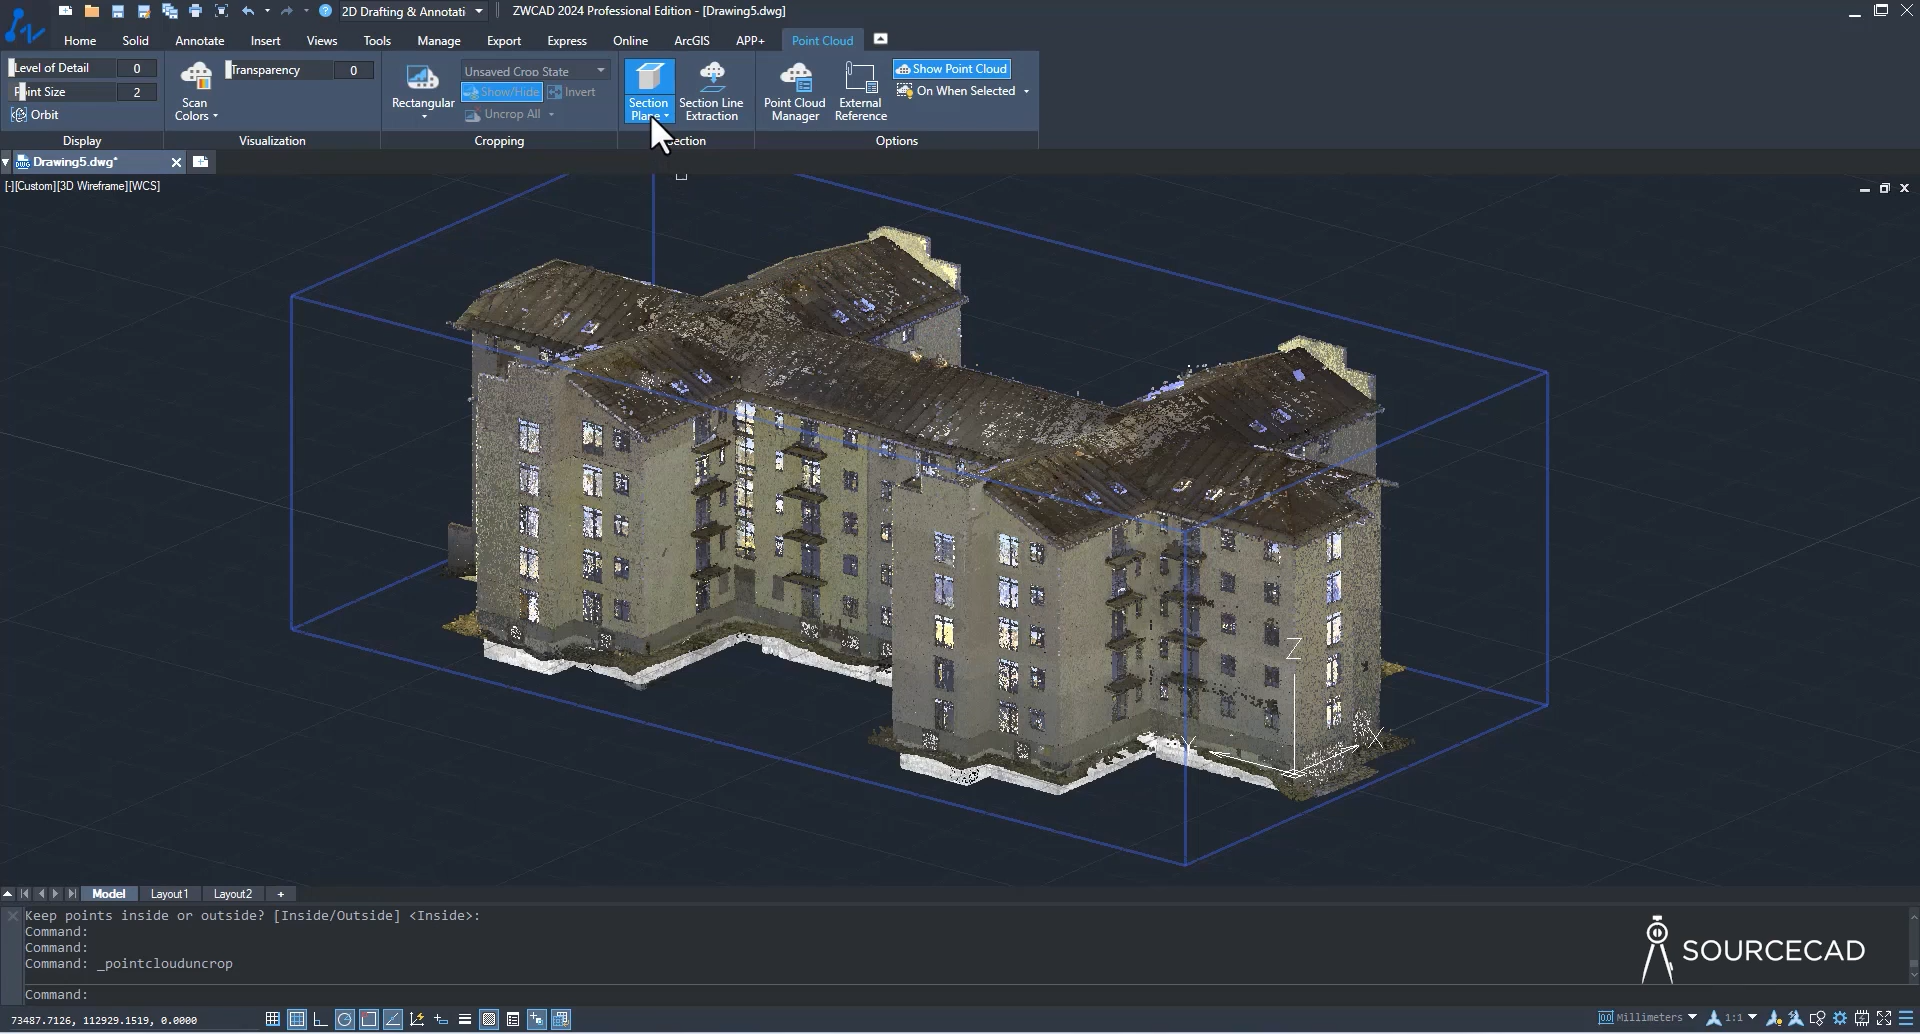 2D Drafting & Annotati
ZWCAD 2024 Professional Edition - [Drawing5.dwg]
Home Solid Annotate Insert Views Tools Manage Export Express Online ArcGIS APP+ Point Cloud
Level of Detail 0
Point Size 2
Orbit
Display
Scan
Colors
Transparency 0
Visualization
Rectangular
Unsaved Crop State
Show/Hide Invert
Uncrop All
Cropping
Section
Plane
Section Line
Extraction
Section
Point Cloud
Manager
External
Reference
Show Point Cloud
On When Selected
Options
Drawing5.dwg*
[-][Custom][3D Wireframe][WCS]
Z
Y
X
Model Layout1 Layout2 +
Keep points inside or outside? [Inside/Outside] <Inside>:
Command:
Command:
Command: _pointclouduncrop
Command:
SOURCECAD
73487.7126, 112929.1519, 0.0000
Millimeters 1:1